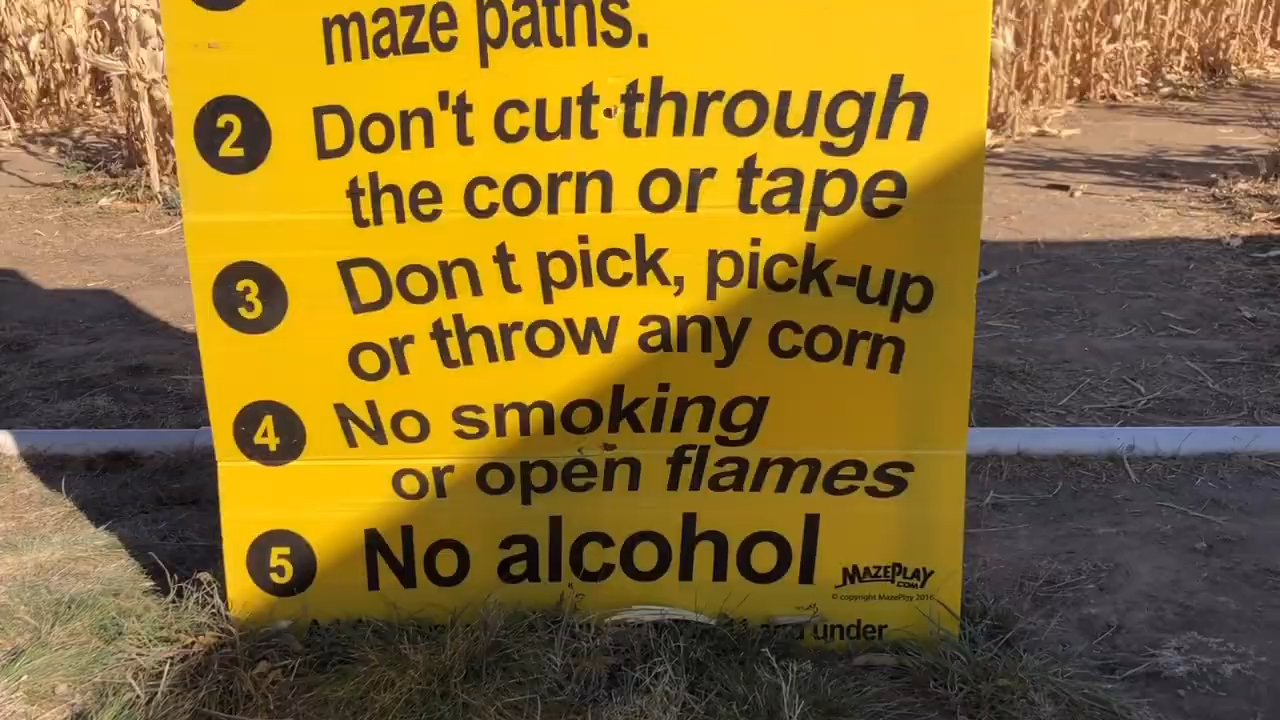 maze paths.
2 Don't cut through
the corn or tape
3 Don t pick, pick-up
or throw any corn
4 No smoking
or open flames
5 No alcohol
MAZEPLAY
.COM
© copyright MazePlay 2016
and under